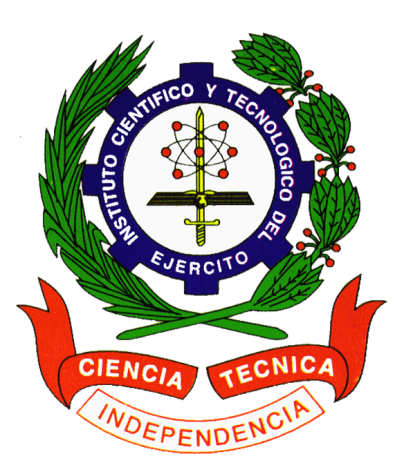 INSTITUTO CIENTIFICO Y TECNOLOGICO DEL
EJERCITO
CIENCIA TECNICA
INDEPENDENCIA